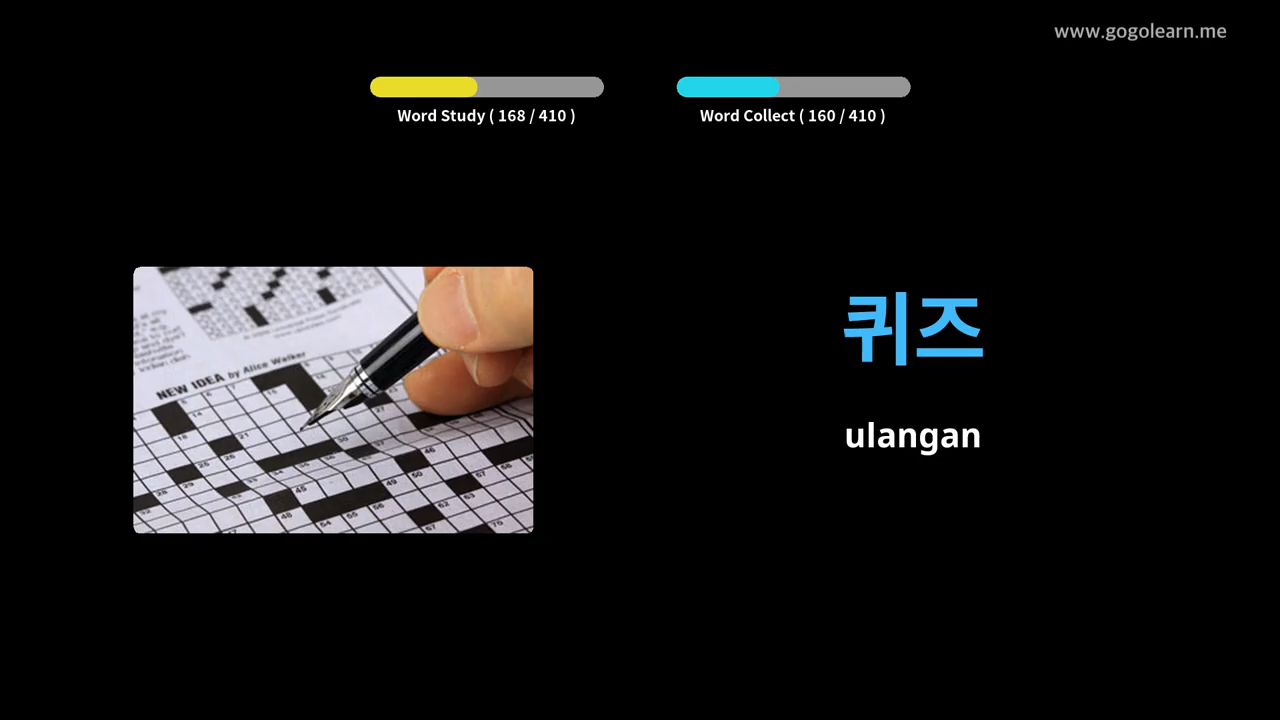 www.gogolearn.me
Word Study ( 168 / 410 )
Word Collect ( 160 / 410 )
NEW IDEA by Alice Walker
퀴즈
ulangan